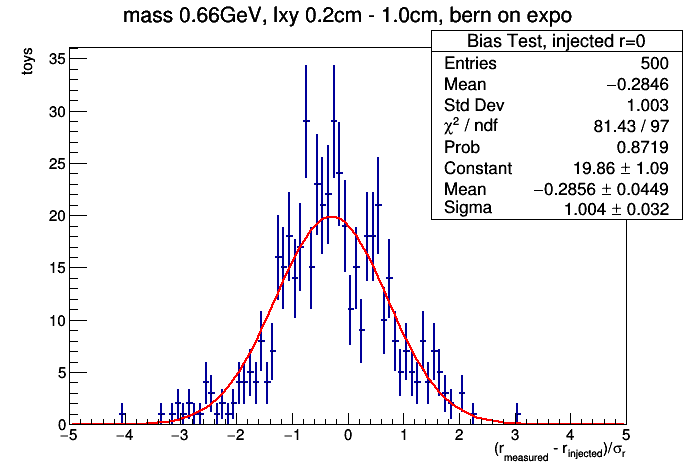 mass 0.66GeV, lxy 0.2cm - 1.0cm, bern on expo
toys
Bias Test, injected r=0
Entries 500
Mean −0.2846
Std Dev 1.003
χ² / ndf 81.43 / 97
Prob 0.8719
Constant 19.86 ± 1.09
Mean −0.2856 ± 0.0449
Sigma 1.004 ± 0.032
35
30
25
20
15
10
5
0
−5 −4 −3 −2 −1 0 1 2 3 4 5
(r_measured - r_injected)/σ_r